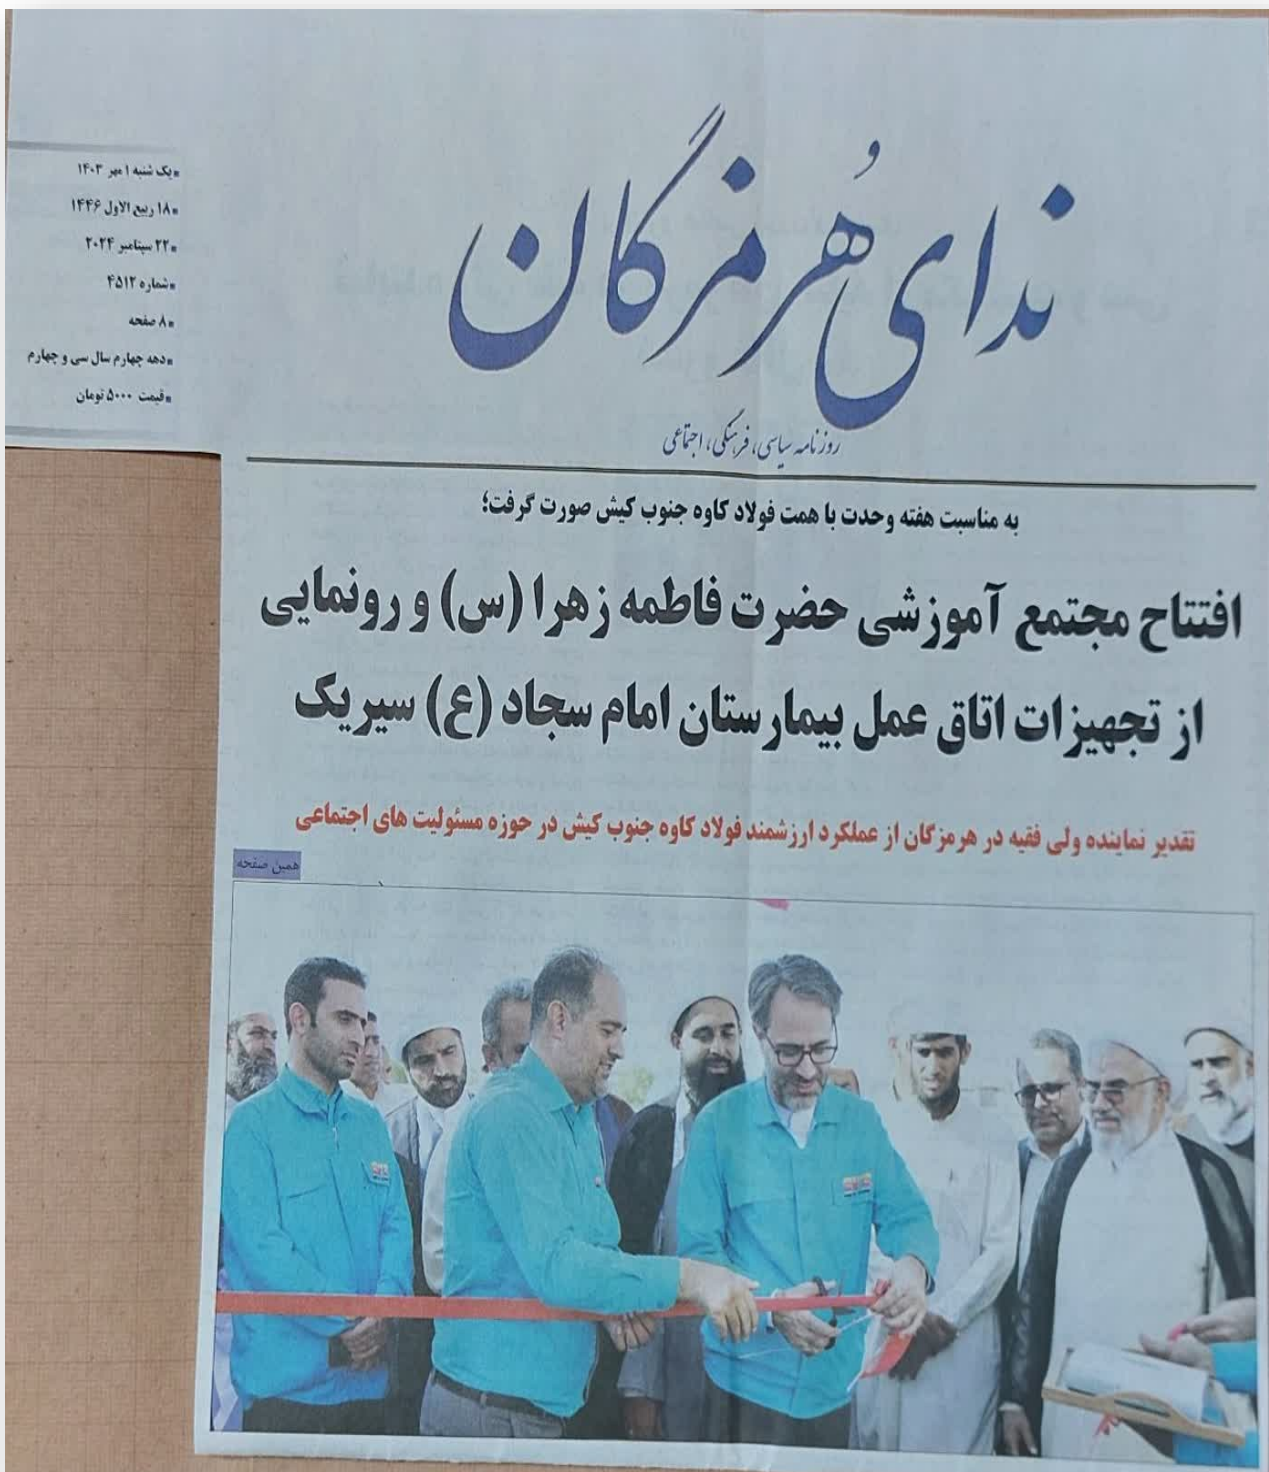 ندای هُرمزگان
روزنامه سیاسی، فرهنگی، اجتماعی
یک شنبه ۱ مهر ۱۴۰۳
۱۸ ربیع الاول ۱۴۴۶
۲۲ سپتامبر ۲۰۲۴
شماره ۴۵۱۲
۸ صفحه
دهه چهارم سال سی و چهارم
قیمت ۵۰۰۰ تومان
به مناسبت هفته وحدت با همت فولاد کاوه جنوب کیش صورت گرفت؛
افتتاح مجتمع آموزشی حضرت فاطمه زهرا (س) و رونمایی
از تجهیزات اتاق عمل بیمارستان امام سجاد (ع) سیریک
تقدیر نماینده ولی فقیه در هرمزگان از عملکرد ارزشمند فولاد کاوه جنوب کیش در حوزه مسئولیت های اجتماعی
همین صفحه